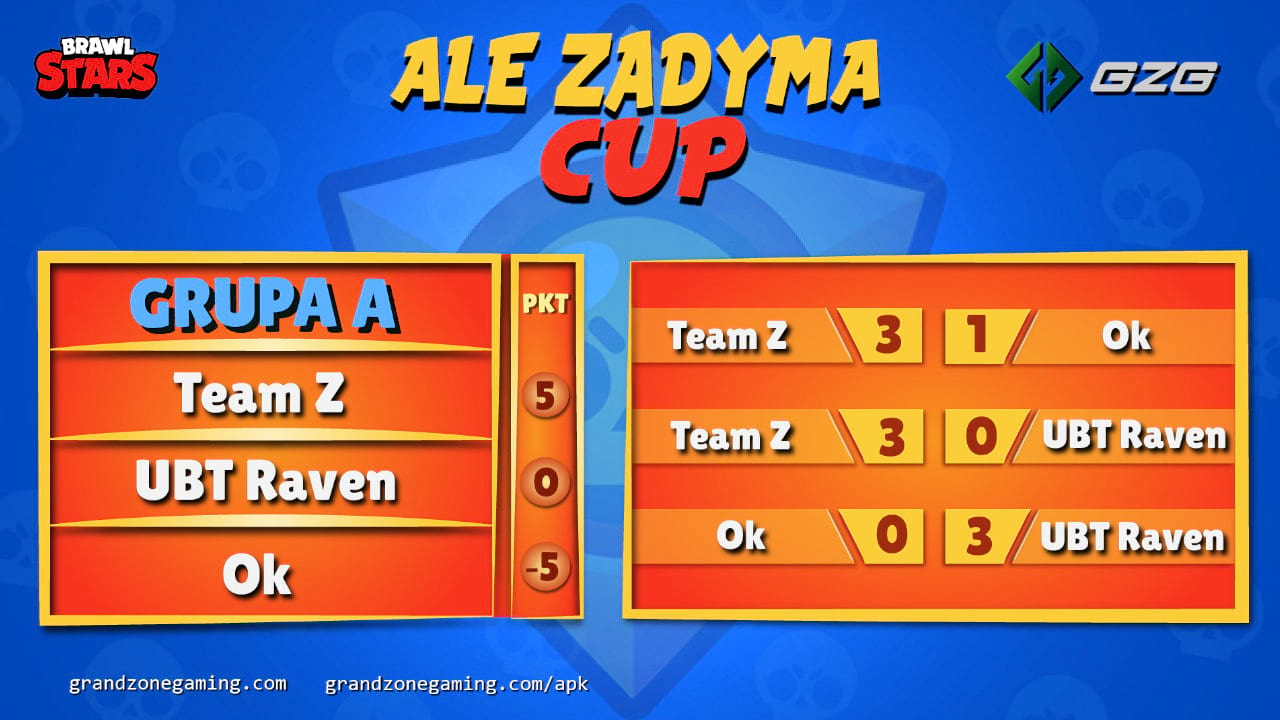 BRAWL
STARS
ALE ZADYMA
CUP
GZG
GRUPA A
PKT
Team Z
5
UBT Raven
0
Ok
-5
Team Z 3 1 Ok
Team Z 3 0 UBT Raven
Ok 0 3 UBT Raven
grandzonegaming.com
grandzonegaming.com/apk